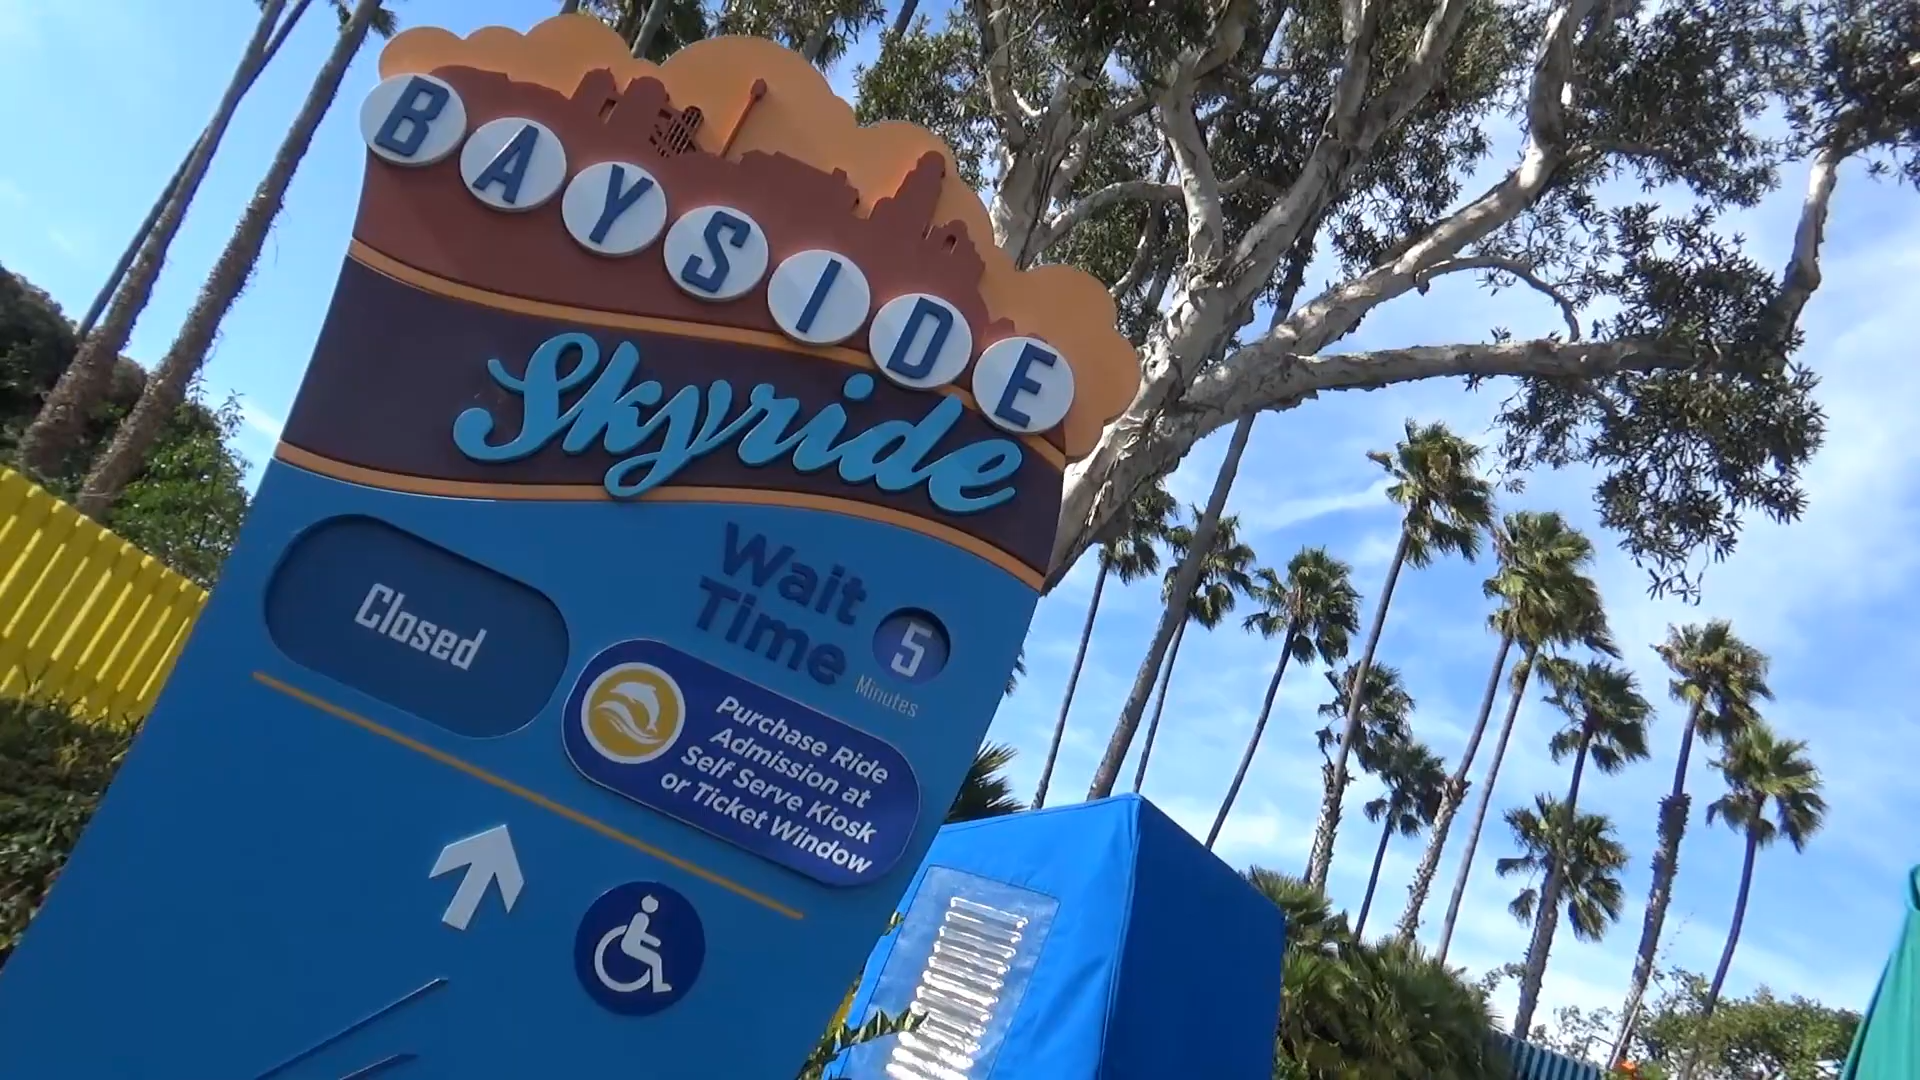 BAYSIDE
Skyride
Closed
Wait
Time
5
Minutes
Purchase Ride
Admission at
Self Serve Kiosk
or Ticket Window